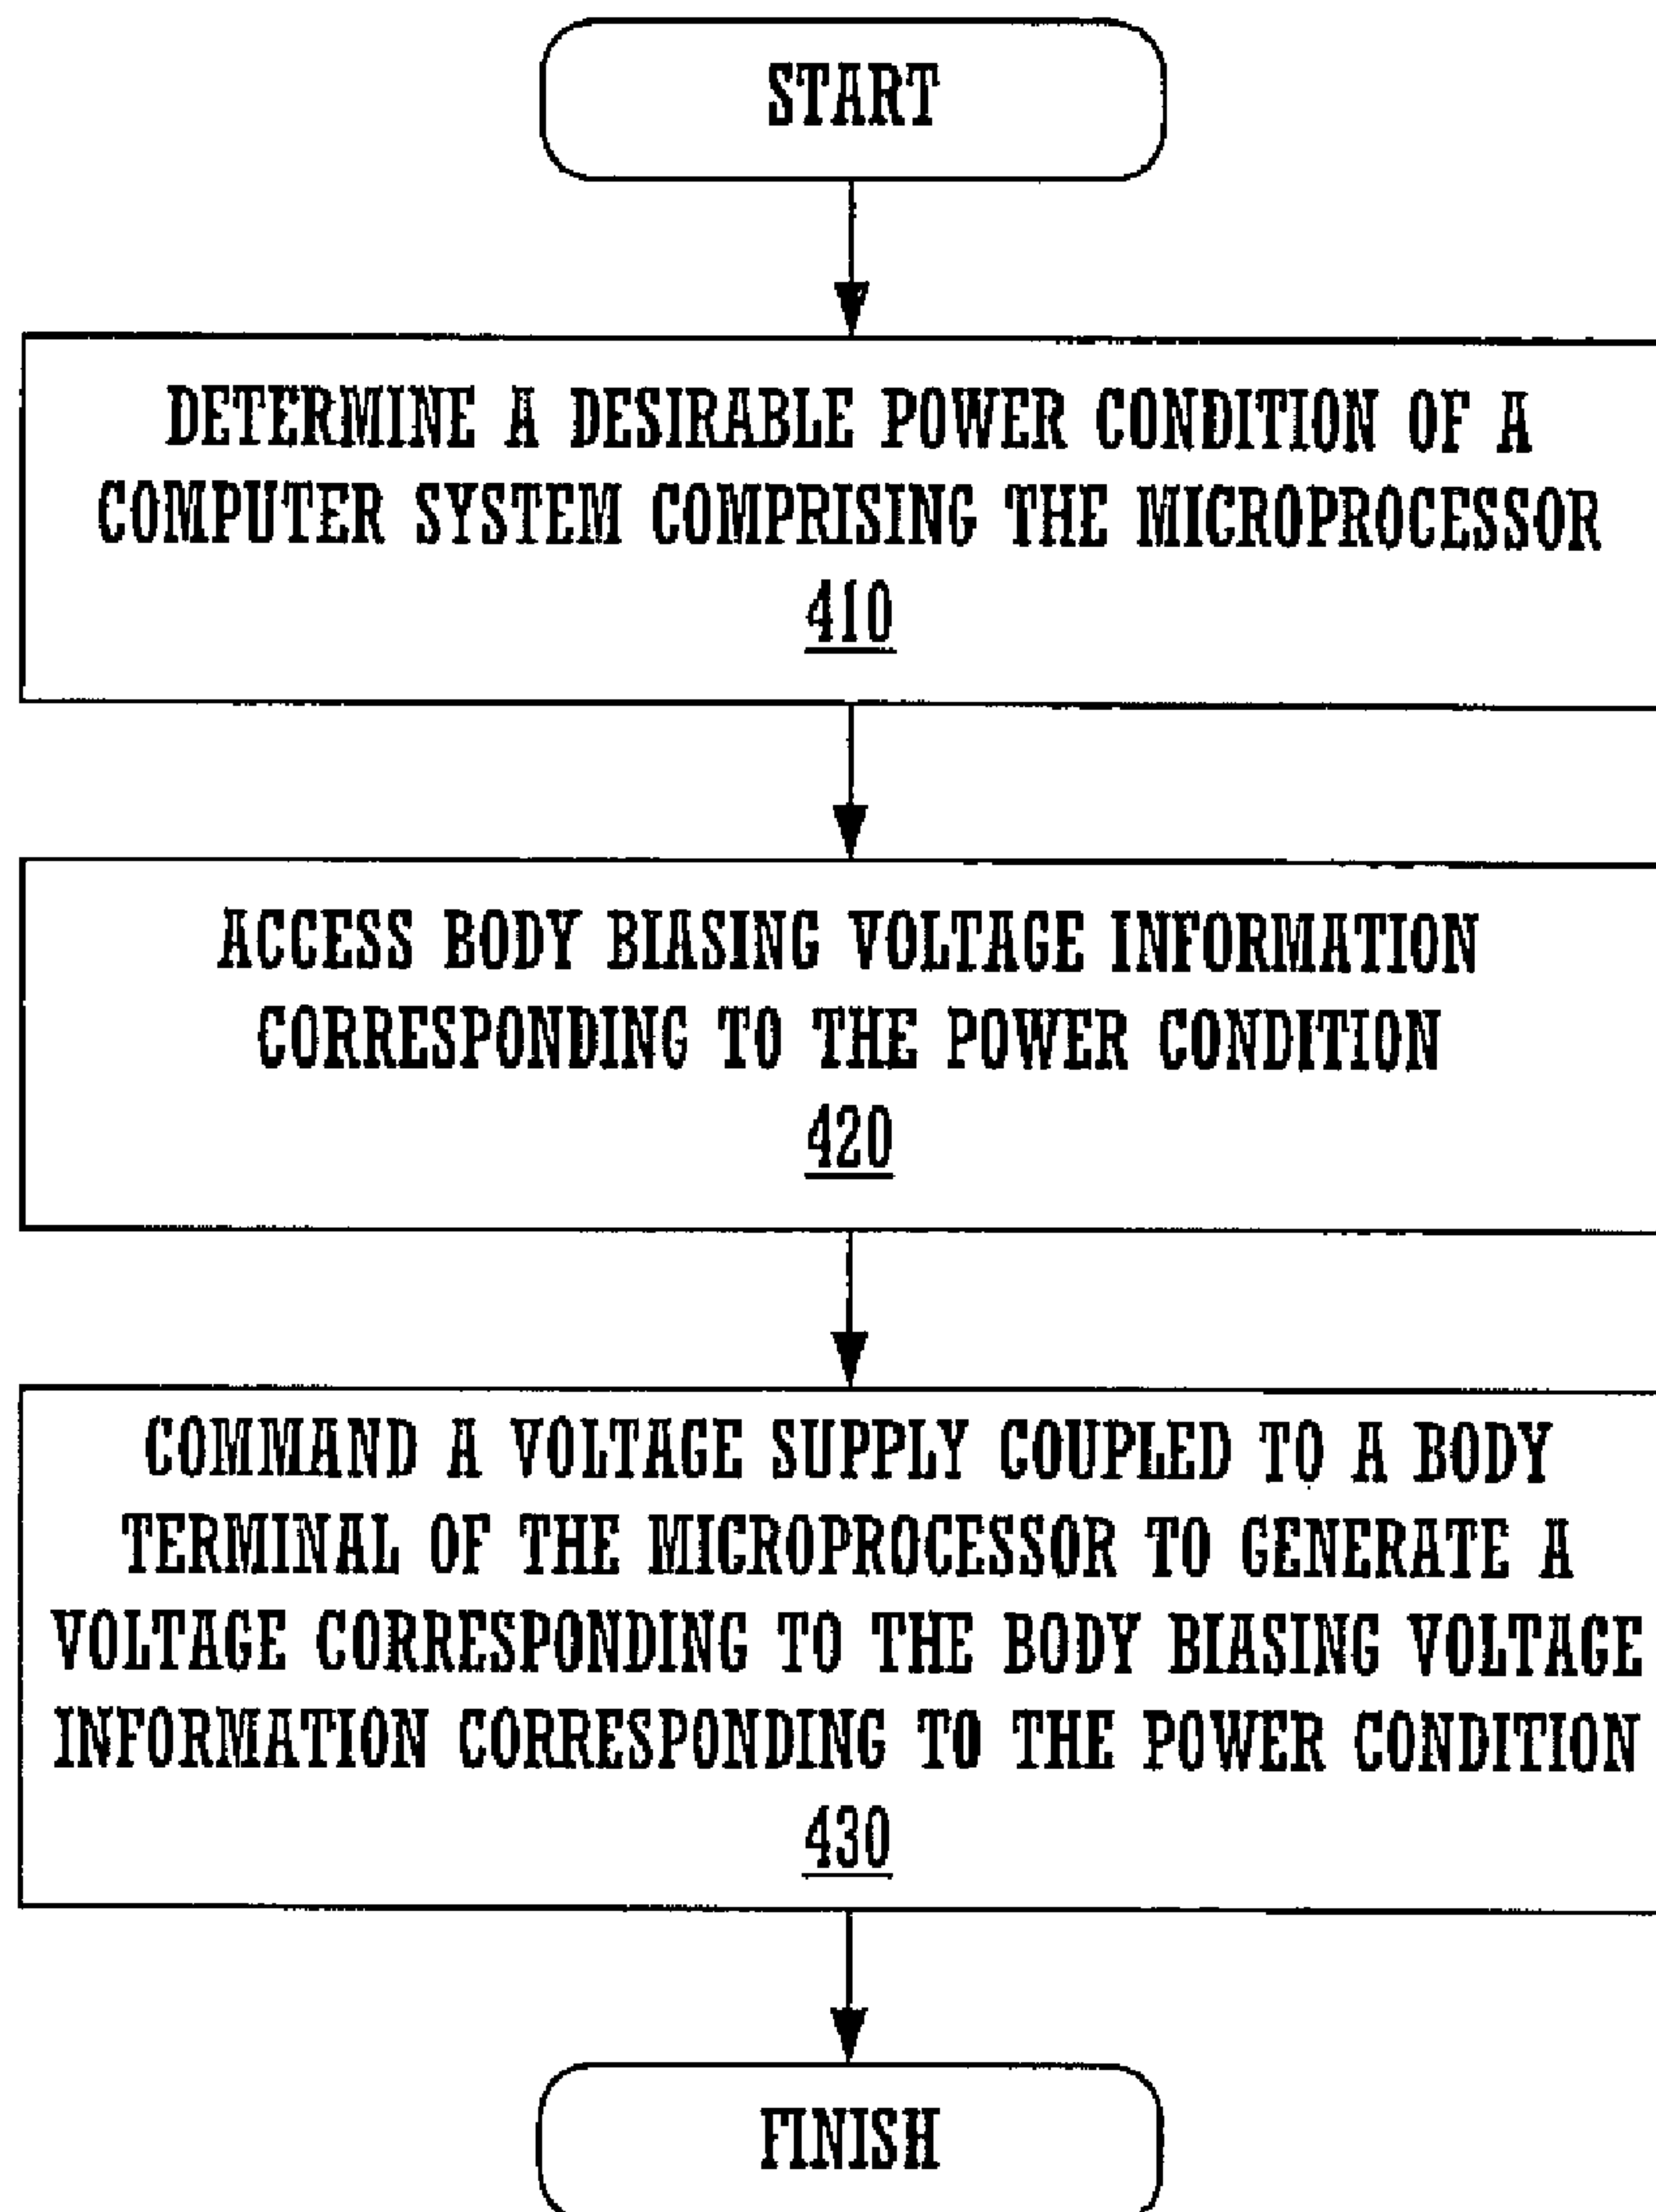 START
DETERMINE A DESIRABLE POWER CONDITION OF A
COMPUTER SYSTEM COMPRISING THE MICROPROCESSOR
410
ACCESS BODY BIASING VOLTAGE INFORMATION
CORRESPONDING TO THE POWER CONDITION
420
COMMAND A VOLTAGE SUPPLY COUPLED TO A BODY
TERMINAL OF THE MICROPROCESSOR TO GENERATE A
VOLTAGE CORRESPONDING TO THE BODY BIASING VOLTAGE
INFORMATION CORRESPONDING TO THE POWER CONDITION
430
FINISH